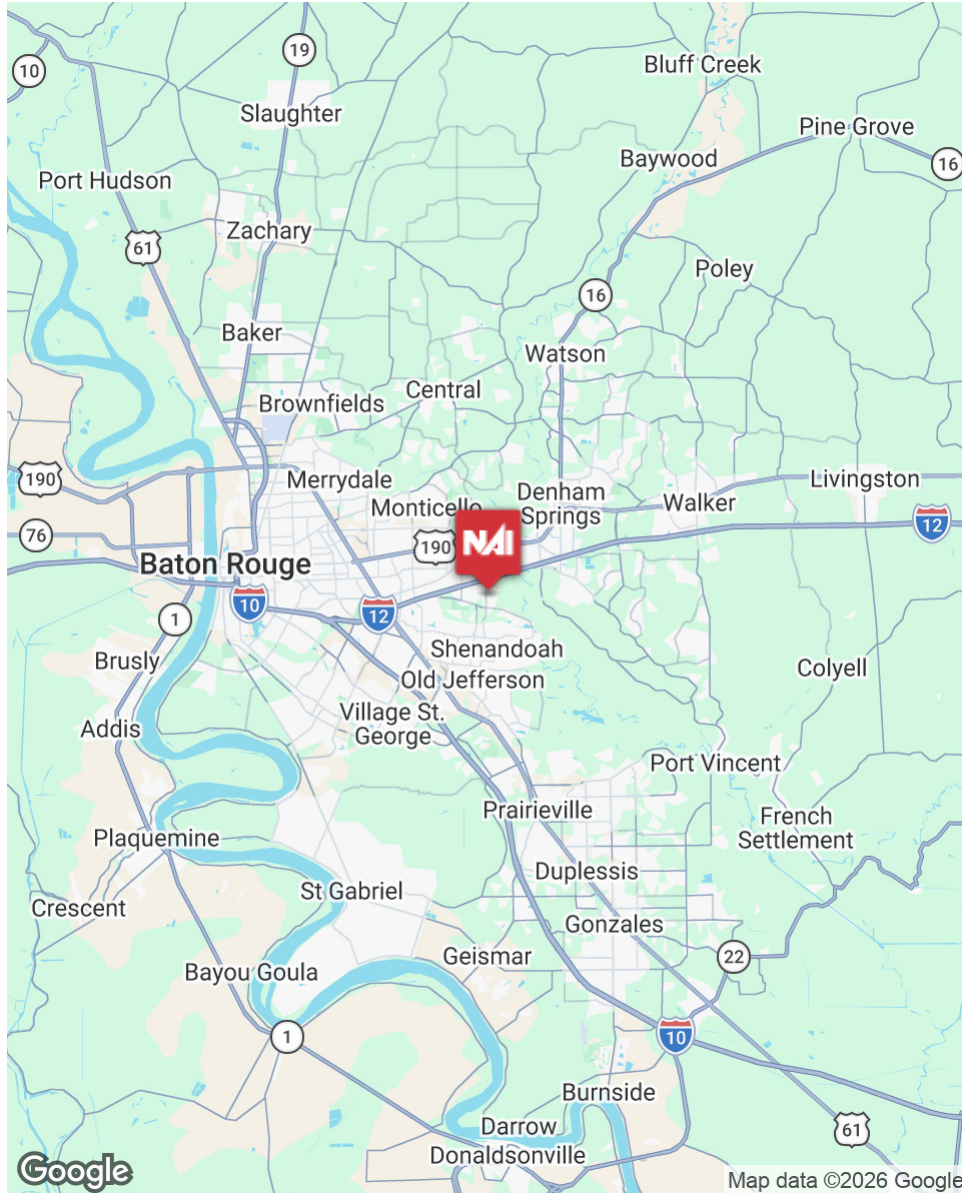 Bluff Creek
19
10
Slaughter
Pine Grove
Baywood
16
Port Hudson
Zachary
61
Poley
16
Baker
Watson
Central
Brownfields
190
Merrydale
Livingston
Denham
Springs
Walker
Monticello
12
76
190
NAI
Baton Rouge
10
12
1
Shenandoah
Brusly
Colyell
Old Jefferson
Village St.
George
Addis
Port Vincent
Prairieville
French
Settlement
Plaquemine
Duplessis
St Gabriel
Crescent
Gonzales
Geismar
22
Bayou Goula
1
10
Burnside
Darrow
61
Donaldsonville
Google
Map data ©2026 Google